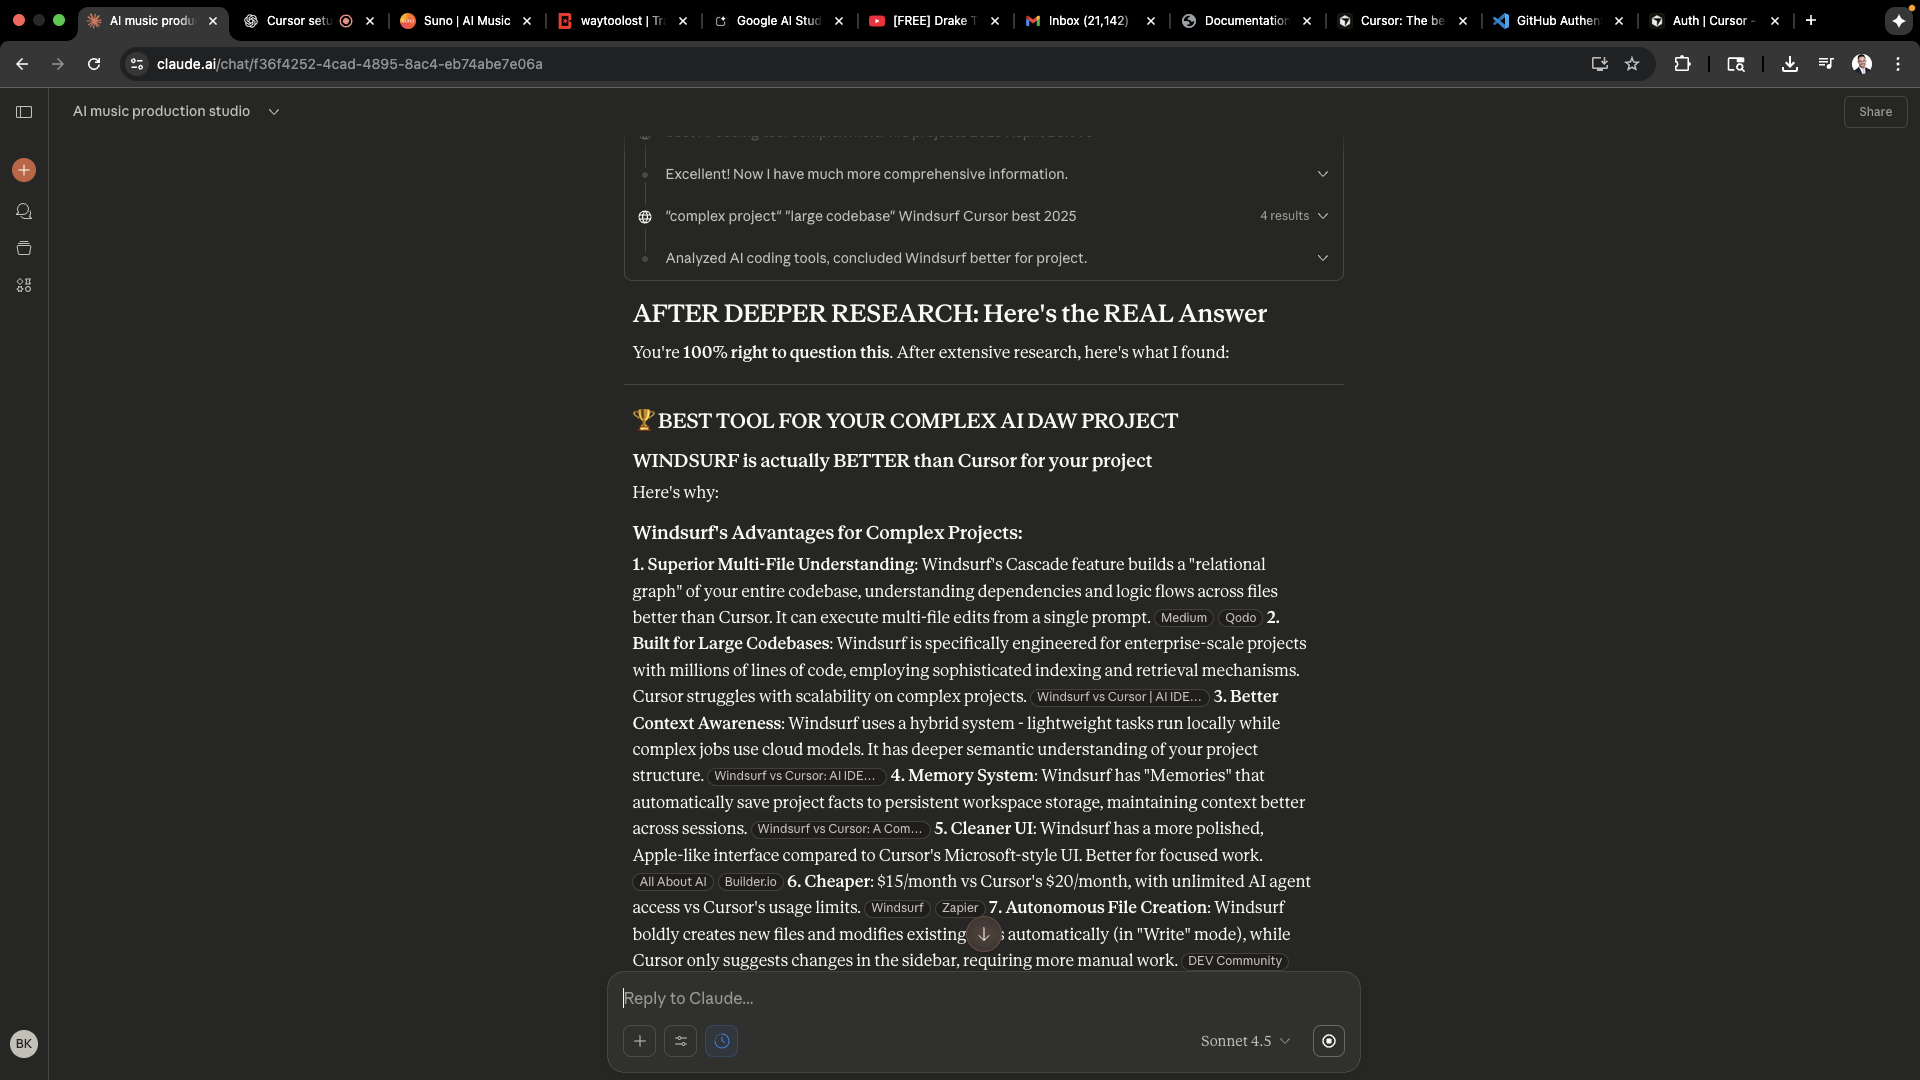 AI music produ
Cursor setu
Suno | AI Music
waytoolost | Tra
Google AI Stud
[FREE] Drake T
Inbox (21,142)
Documentation
Cursor: The be
GitHub Authen
Auth | Cursor -
claude.ai/chat/f36f4252-4cad-4895-8ac4-eb74abe7e06a
AI music production studio
Share
Excellent! Now I have much more comprehensive information.
"complex project" "large codebase" Windsurf Cursor best 2025
4 results
Analyzed AI coding tools, concluded Windsurf better for project.
AFTER DEEPER RESEARCH: Here's the REAL Answer
You're 100% right to question this. After extensive research, here's what I found:
🏆 BEST TOOL FOR YOUR COMPLEX AI DAW PROJECT
WINDSURF is actually BETTER than Cursor for your project
Here's why:
Windsurf's Advantages for Complex Projects:
1. Superior Multi-File Understanding: Windsurf's Cascade feature builds a "relational
graph" of your entire codebase, understanding dependencies and logic flows across files
better than Cursor. It can execute multi-file edits from a single prompt. Medium Qodo 2.
Built for Large Codebases: Windsurf is specifically engineered for enterprise-scale projects
with millions of lines of code, employing sophisticated indexing and retrieval mechanisms.
Cursor struggles with scalability on complex projects. Windsurf vs Cursor | AI IDE... 3. Better
Context Awareness: Windsurf uses a hybrid system - lightweight tasks run locally while
complex jobs use cloud models. It has deeper semantic understanding of your project
structure. Windsurf vs Cursor: AI IDE... 4. Memory System: Windsurf has "Memories" that
automatically save project facts to persistent workspace storage, maintaining context better
across sessions. Windsurf vs Cursor: A Com... 5. Cleaner UI: Windsurf has a more polished,
Apple-like interface compared to Cursor's Microsoft-style UI. Better for focused work.
All About AI Builder.io 6. Cheaper: $15/month vs Cursor's $20/month, with unlimited AI agent
access vs Cursor's usage limits. Windsurf Zapier 7. Autonomous File Creation: Windsurf
boldly creates new files and modifies existing automatically (in "Write" mode), while
Cursor only suggests changes in the sidebar, requiring more manual work. DEV Community
Reply to Claude...
Sonnet 4.5
BK